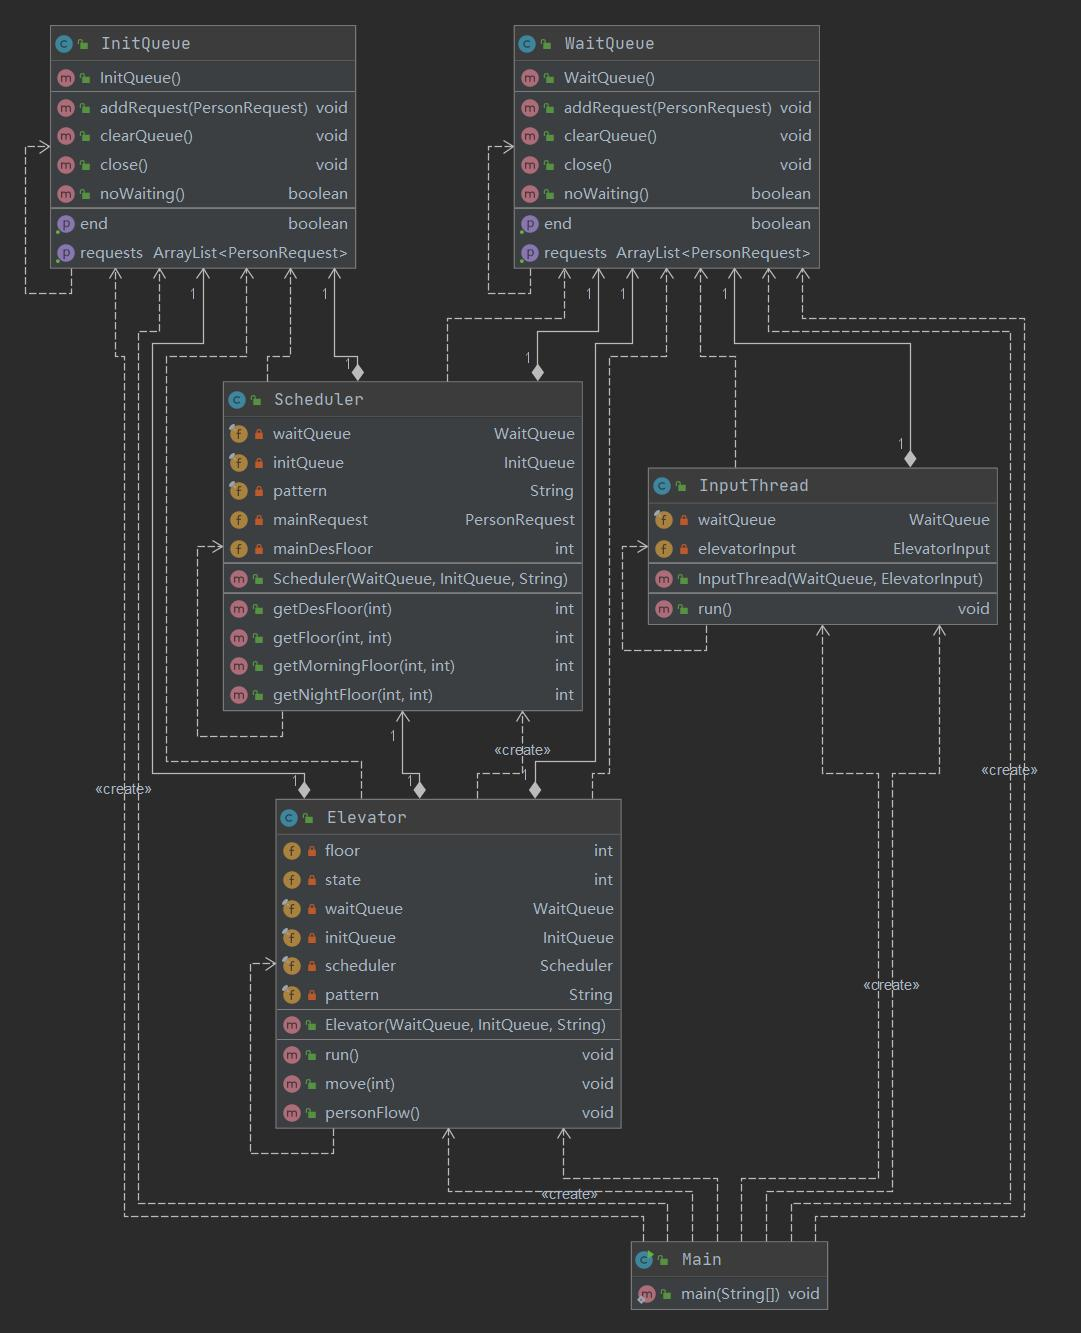 InitQueue
InitQueue()
addRequest(PersonRequest) void
clearQueue() void
close() void
noWaiting() boolean
end boolean
requests ArrayList<PersonRequest>
WaitQueue
WaitQueue()
addRequest(PersonRequest) void
clearQueue() void
close() void
noWaiting() boolean
end boolean
requests ArrayList<PersonRequest>
1
1
1
1
1
1
1
Scheduler
waitQueue WaitQueue
initQueue InitQueue
pattern String
mainRequest PersonRequest
mainDesFloor int
Scheduler(WaitQueue, InitQueue, String)
getDesFloor(int) int
getFloor(int, int) int
getMorningFloor(int, int) int
getNightFloor(int, int) int
1
InputThread
waitQueue WaitQueue
elevatorInput ElevatorInput
InputThread(WaitQueue, ElevatorInput)
run() void
1
«create»
«create»
«create»
1
1
1
Elevator
floor int
state int
waitQueue WaitQueue
initQueue InitQueue
scheduler Scheduler
pattern String
Elevator(WaitQueue, InitQueue, String)
run() void
move(int) void
personFlow() void
«create»
«create»
Main
main(String[]) void